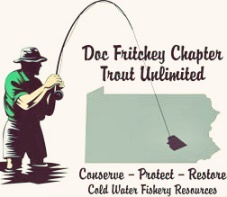 Doc Fritchey Chapter
Trout Unlimited
Conserve – Protect – Restore
Cold Water Fishery Resources